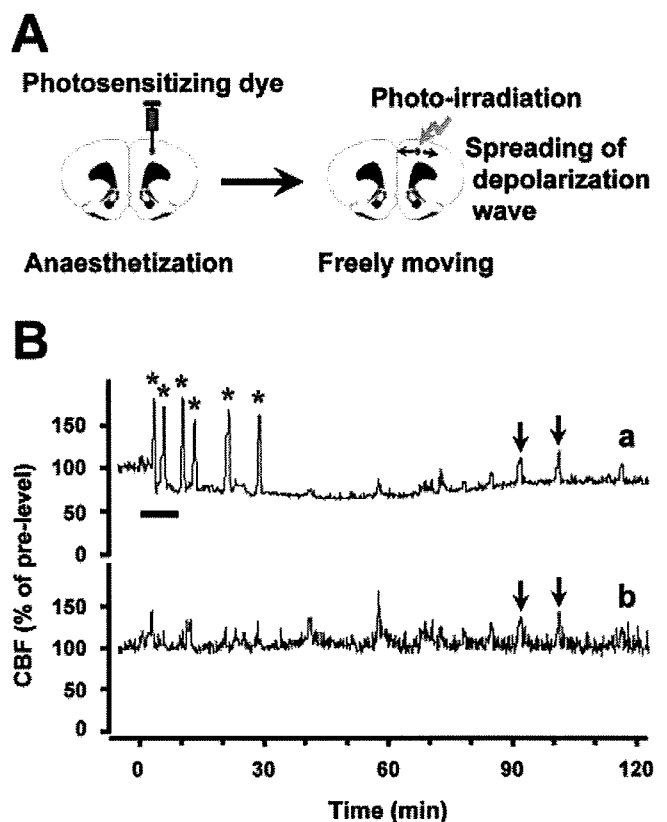 A
Photosensitizing dye
Photo-irradiation
Spreading of
depolarization
wave
Anaesthetization
Freely moving
B
* * * * * *
a
150
100
50
0
b
150
100
50
0
CBF (% of pre-level)
0 30 60 90 120
Time (min)